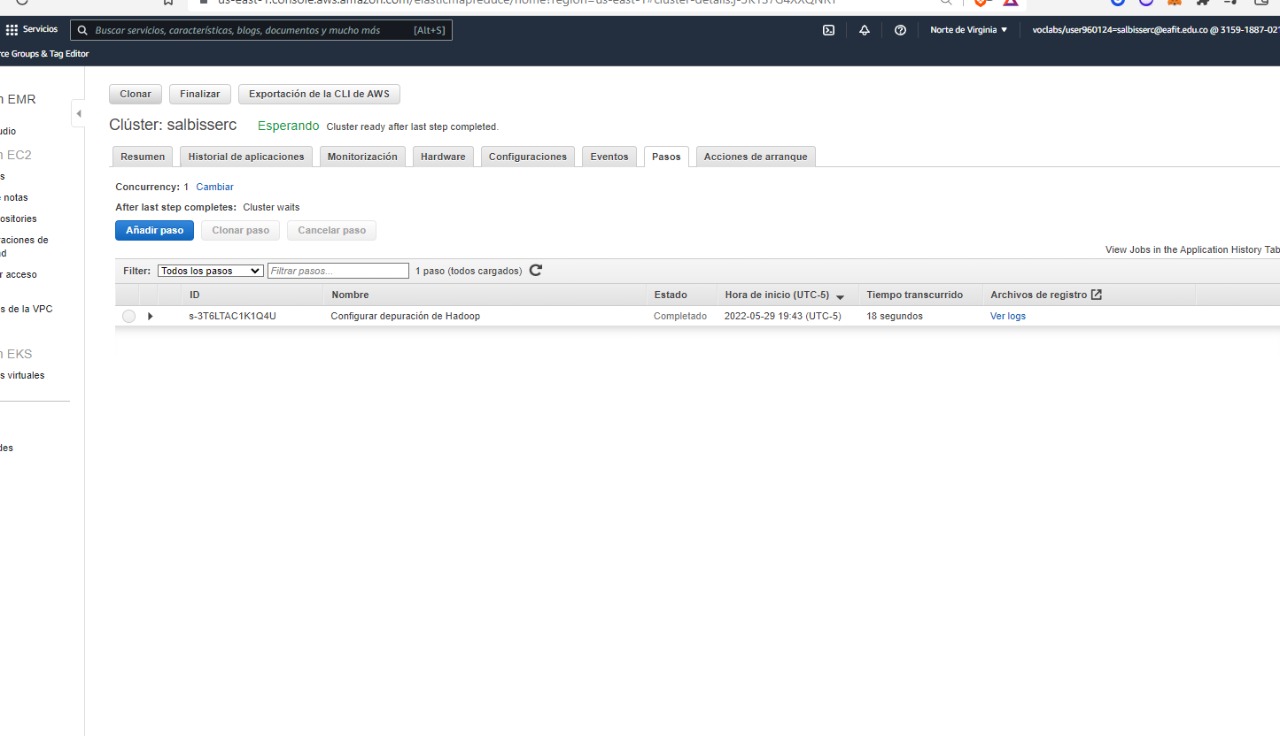 us-east-1.console.aws.amazon.com/elasticmapreduce/home?region=us-east-1#cluster-details:
Servicios
Buscar servicios, características, blogs, documentos y mucho más [Alt+S]
Norte de Virginia ▼
voclabs/user960124=salbisserc@eafit.edu.co @ 3159-1887-021
rce Groups & Tag Editor
n EMR
udio
n EC2
s
notas
ositories
raciones de
d
r acceso
s de la VPC
n EKS
s virtuales
des
Clonar Finalizar Exportación de la CLI de AWS
Clúster: salbisserc Esperando Cluster ready after last step completed.
Resumen Historial de aplicaciones Monitorización Hardware Configuraciones Eventos Pasos Acciones de arranque
Concurrency: 1 Cambiar
After last step completes: Cluster waits
Añadir paso Clonar paso Cancelar paso
View Jobs in the Application History Tab
Filter: Todos los pasos Filtrar pasos... 1 paso (todos cargados)
ID Nombre Estado Hora de inicio (UTC-5) Tiempo transcurrido Archivos de registro
s-3T6LTAC1K1Q4U Configurar depuración de Hadoop Completado 2022-05-29 19:43 (UTC-5) 18 segundos Ver logs